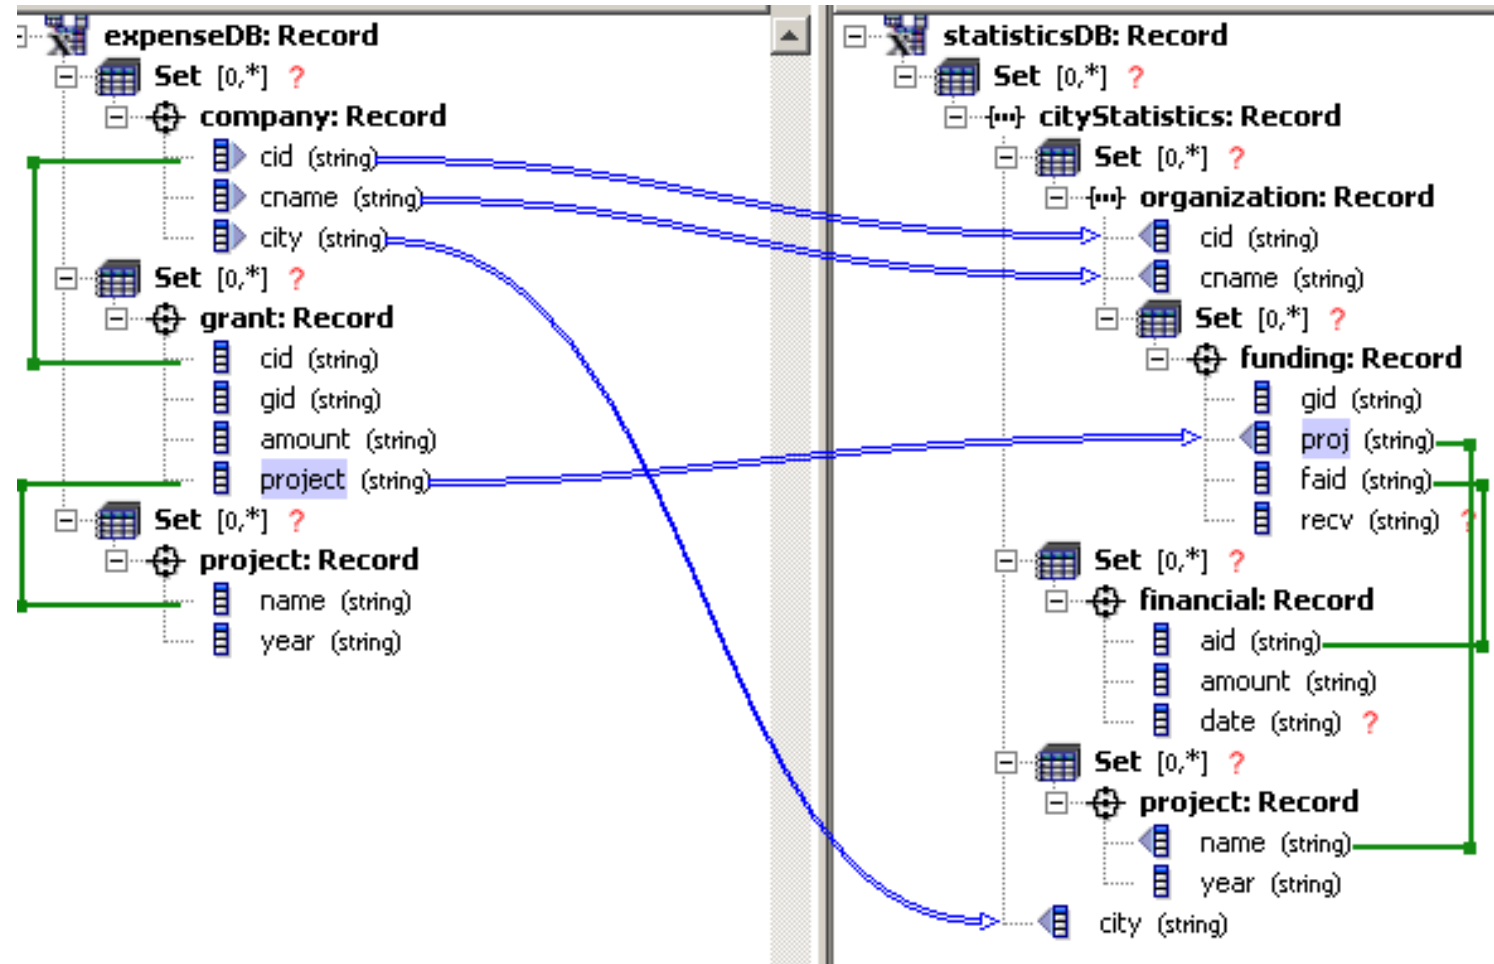 expenseDB: Record
Set [0,*] ?
company: Record
cid (string)
cname (string)
city (string)
Set [0,*] ?
grant: Record
cid (string)
gid (string)
amount (string)
project (string)
Set [0,*] ?
project: Record
name (string)
year (string)
statisticsDB: Record
Set [0,*] ?
cityStatistics: Record
Set [0,*] ?
organization: Record
cid (string)
cname (string)
Set [0,*] ?
funding: Record
gid (string)
proj (string)
faid (string)
recv (string) ?
Set [0,*] ?
financial: Record
aid (string)
amount (string)
date (string) ?
Set [0,*] ?
project: Record
name (string)
year (string)
city (string)